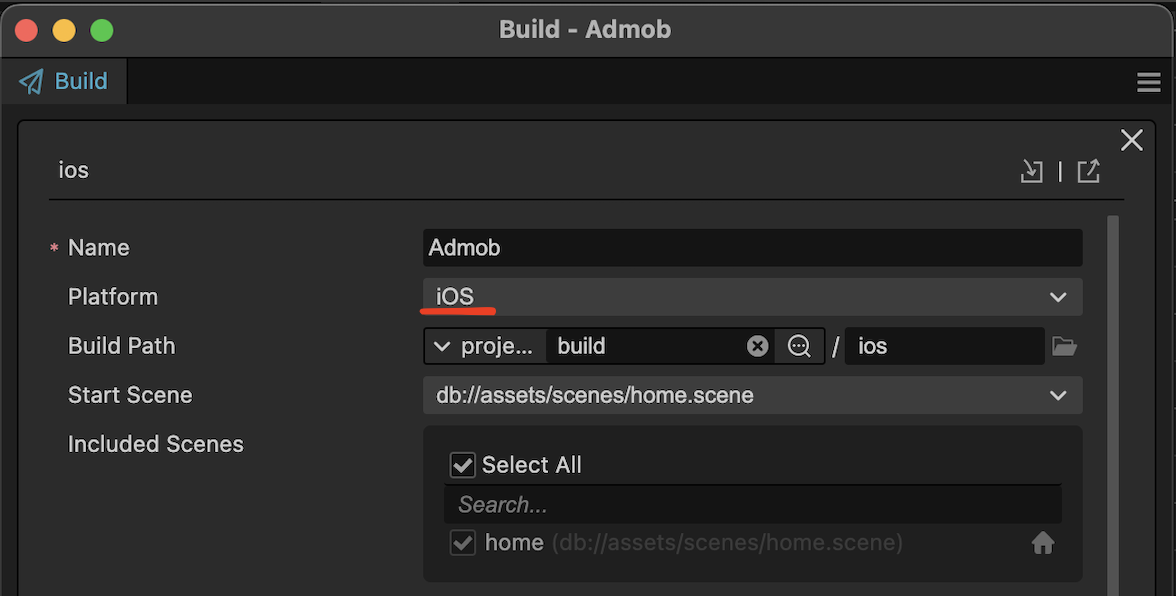 Build - Admob
Build
ios
* Name Admob
Platform iOS
Build Path proje... build / ios
Start Scene db://assets/scenes/home.scene
Included Scenes
Select All
Search...
home (db://assets/scenes/home.scene)